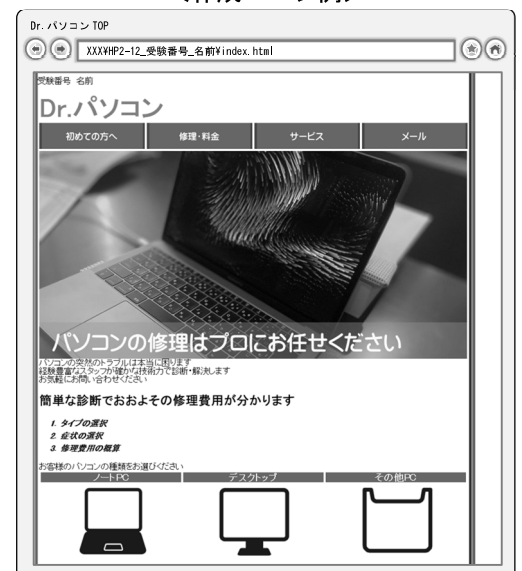 Dr.パソコンTOP
XXX¥HP2-12_受験番号_名前¥index.html
受験番号 名前
Dr.パソコン
初めての方へ 修理・料金 サービス メール
パソコンの修理はプロにお任せください
パソコンの突然のトラブルは本当に困ります
経験豊富なスタッフが確かな技術力で診断・解決します
お気軽にお問い合わせください
簡単な診断でおおよその修理費用が分かります
1. タイプの選択
2. 症状の選択
3. 修理費用の概算
お客様のパソコンの種類をお選びください
ノートPC デスクトップ その他PC